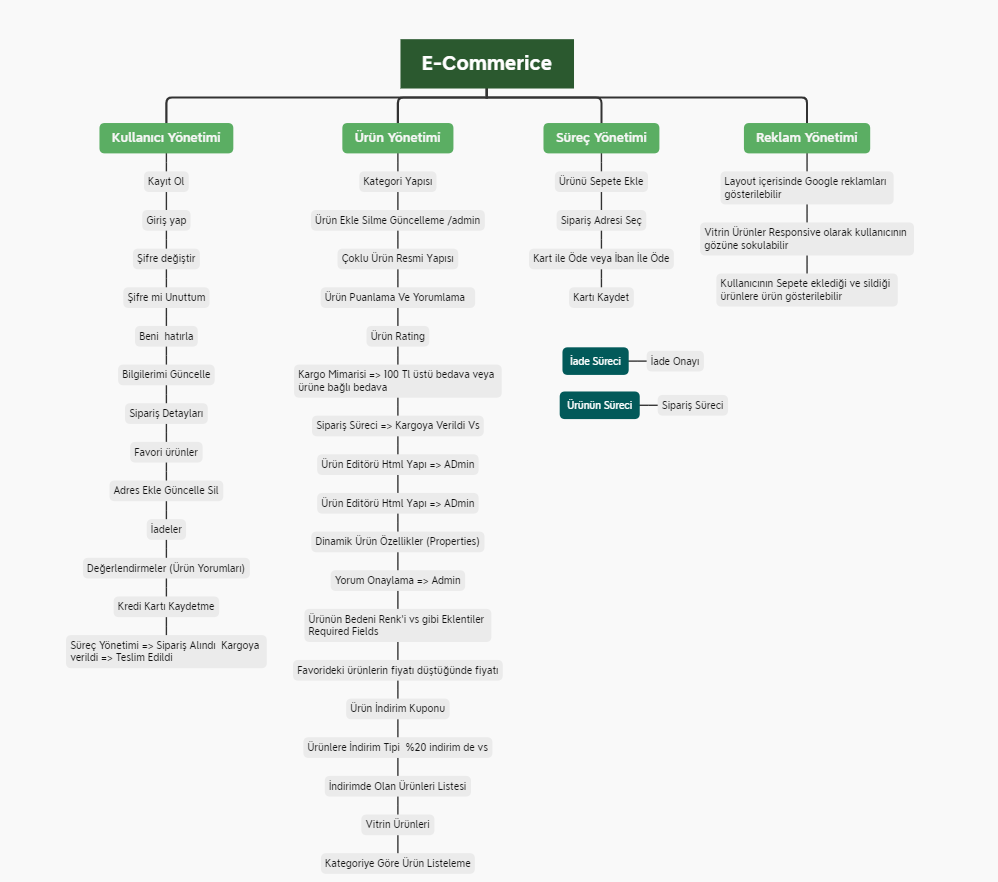 E-Commerice
Kullanıcı Yönetimi
Kayıt Ol
Giriş yap
Şifre değiştir
Şifre mi Unuttum
Beni  hatırla
Bilgilerimi Güncelle
Sipariş Detayları
Favori ürünler
Adres Ekle Güncelle Sil
İadeler
Değerlendirmeler (Ürün Yorumları)
Kredi Kartı Kaydetme
Süreç Yönetimi => Sipariş Alındı  Kargoya
verildi => Teslim Edildi
Ürün Yönetimi
Kategori Yapısı
Ürün Ekle Silme Güncelleme /admin
Çoklu Ürün Resmi Yapısı
Ürün Puanlama Ve Yorumlama
Ürün Rating
Kargo Mimarisi => 100 Tl üstü bedava veya
ürüne bağlı bedava
Sipariş Süreci => Kargoya Verildi Vs
Ürün Editörü Html Yapı => ADmin
Ürün Editörü Html Yapı => ADmin
Dinamik Ürün Özellikler (Properties)
Yorum Onaylama => Admin
Ürünün Bedeni Renk'i vs gibi Eklentiler
Required Fields
Favorideki ürünlerin fiyatı düştüğünde fiyatı
Ürün İndirim Kuponu
Ürünlere İndirim Tipi  %20 indirim de vs
İndirimde Olan Ürünleri Listesi
Vitrin Ürünleri
Kategoriye Göre Ürün Listeleme
Süreç Yönetimi
Ürünü Sepete Ekle
Sipariş Adresi Seç
Kart ile Öde veya İban İle Öde
Kartı Kaydet
İade Süreci
İade Onayı
Ürünün Süreci
Sipariş Süreci
Reklam Yönetimi
Layout içerisinde Google reklamları
gösterilebilir
Vitrin Ürünler Responsive olarak kullanıcının
gözüne sokulabilir
Kullanıcının Sepete eklediği ve sildiği
ürünlere ürün gösterilebilir